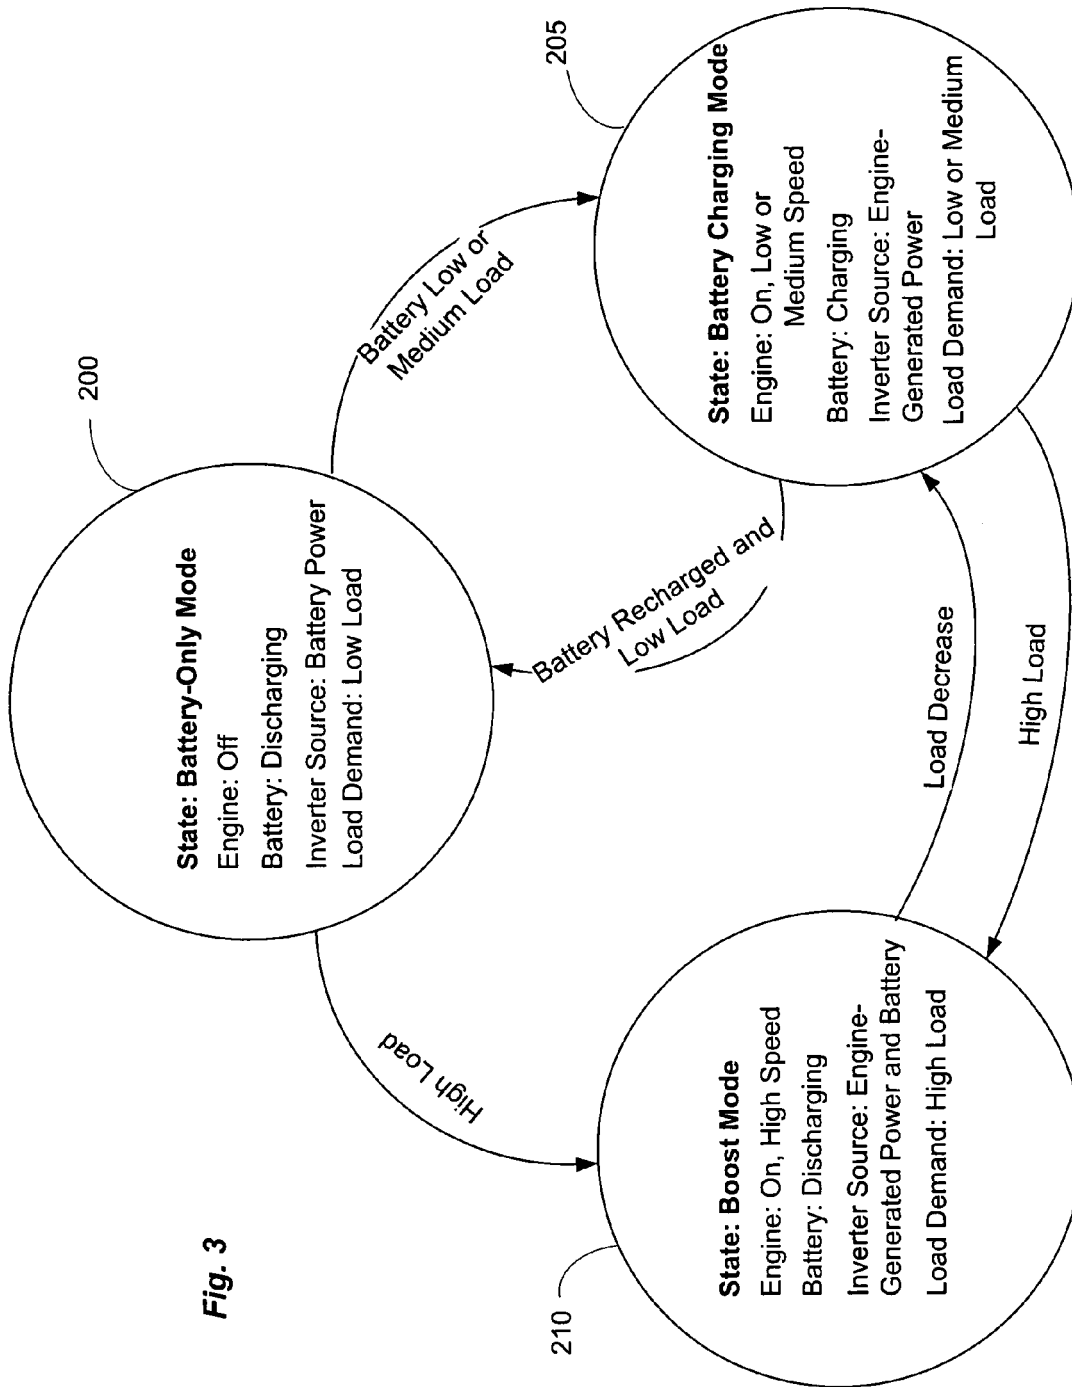 Fig. 3
200
State: Battery-Only Mode
Engine: Off
Battery: Discharging
Inverter Source: Battery Power
Load Demand: Low Load
High Load
Battery Low or
Medium Load
Battery Recharged and
Low Load
210
State: Boost Mode
Engine: On, High Speed
Battery: Discharging
Inverter Source: Engine-
Generated Power and Battery
Load Demand: High Load
205
State: Battery Charging Mode
Engine: On, Low or
Medium Speed
Battery: Charging
Inverter Source: Engine-
Generated Power
Load Demand: Low or Medium
Load
Load Decrease
High Load